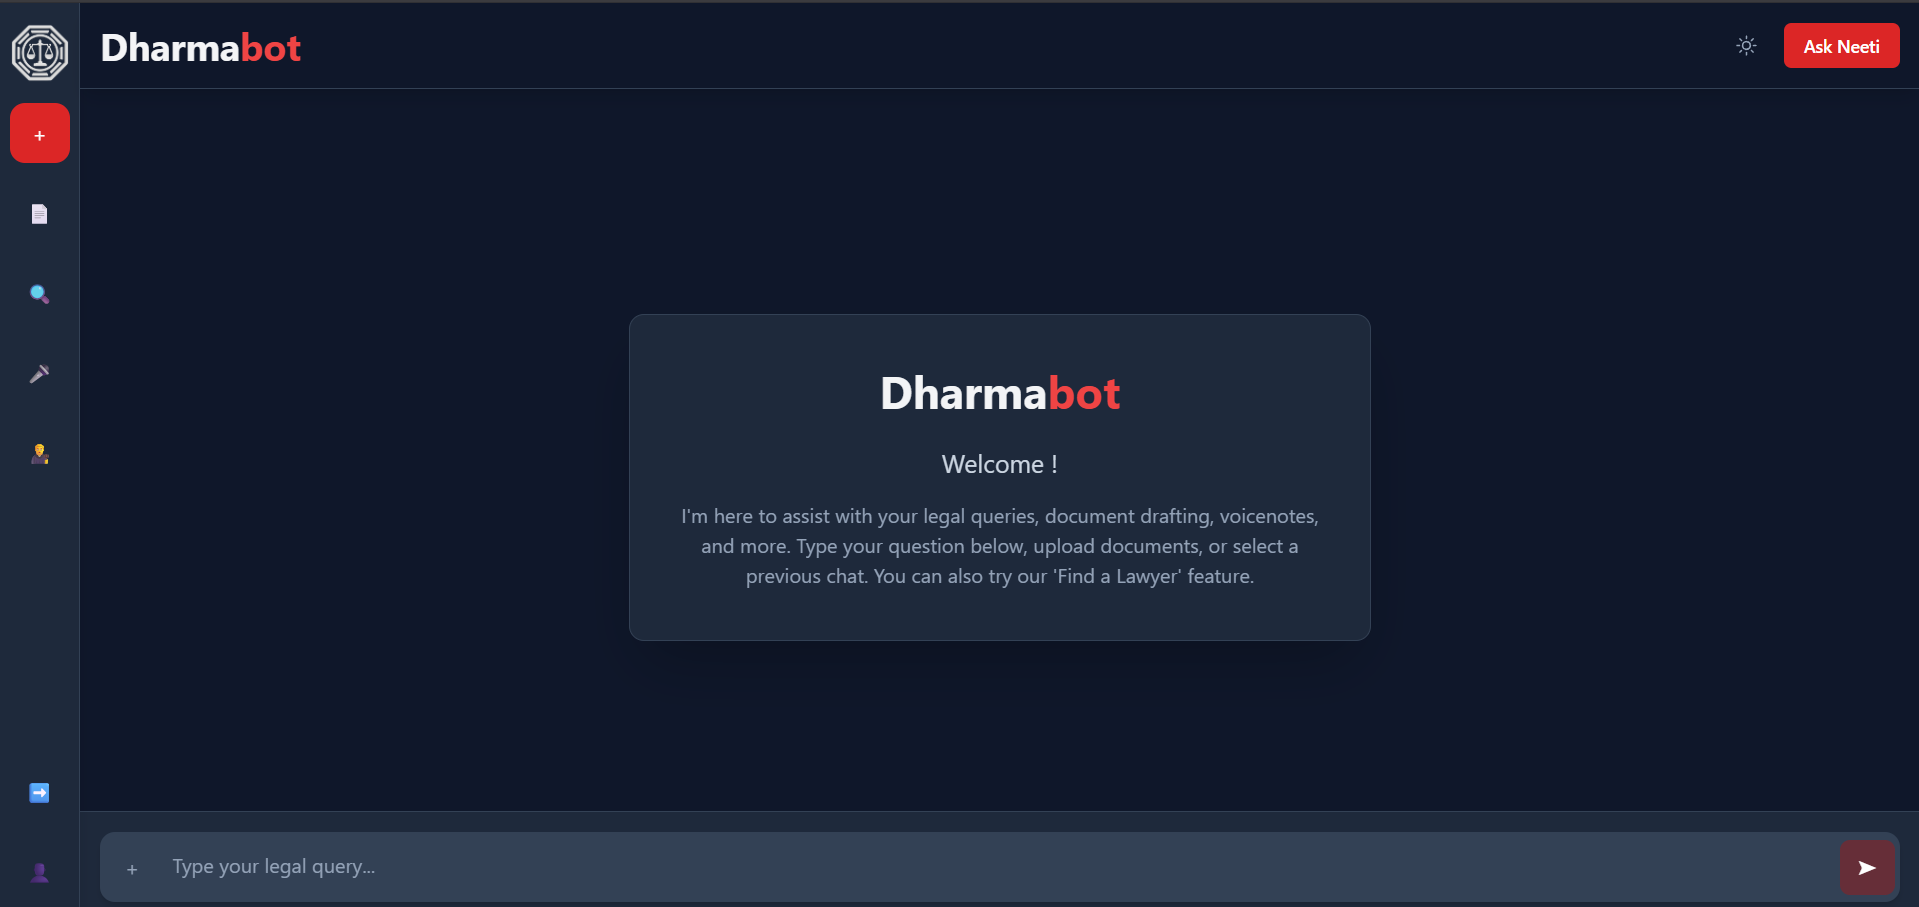 Dharmabot
Ask Neeti
+
Dharmabot
Welcome !
I'm here to assist with your legal queries, document drafting, voicenotes,
and more. Type your question below, upload documents, or select a
previous chat. You can also try our 'Find a Lawyer' feature.
+ Type your legal query...